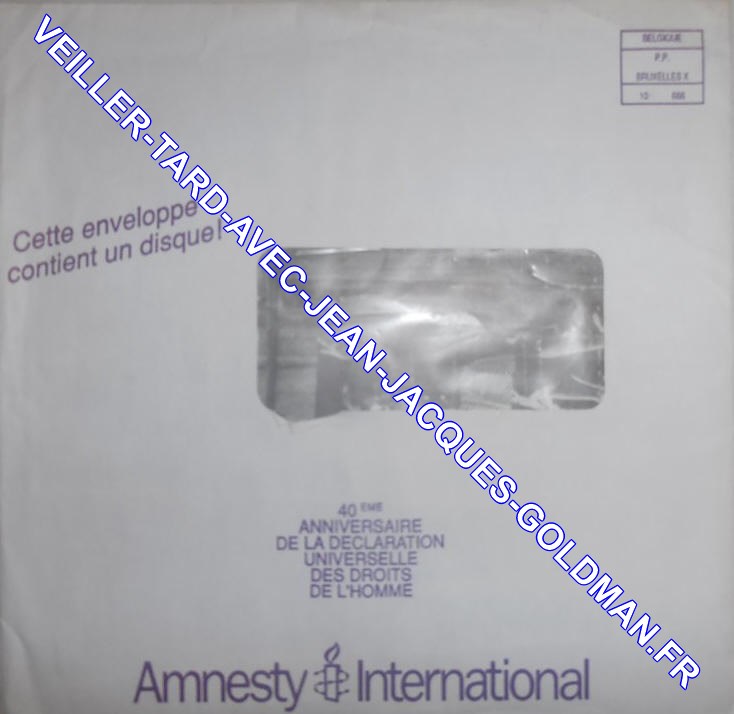 BELGIQUE
P.P.
BRUXELLES X
VEILLER-TARD-AVEC-JEAN-JACQUES-GOLDMAN.FR
Cette enveloppe
contient un disque!
40 EME
ANNIVERSAIRE
DE LA DECLARATION
UNIVERSELLE
DES DROITS
DE L'HOMME
Amnesty International